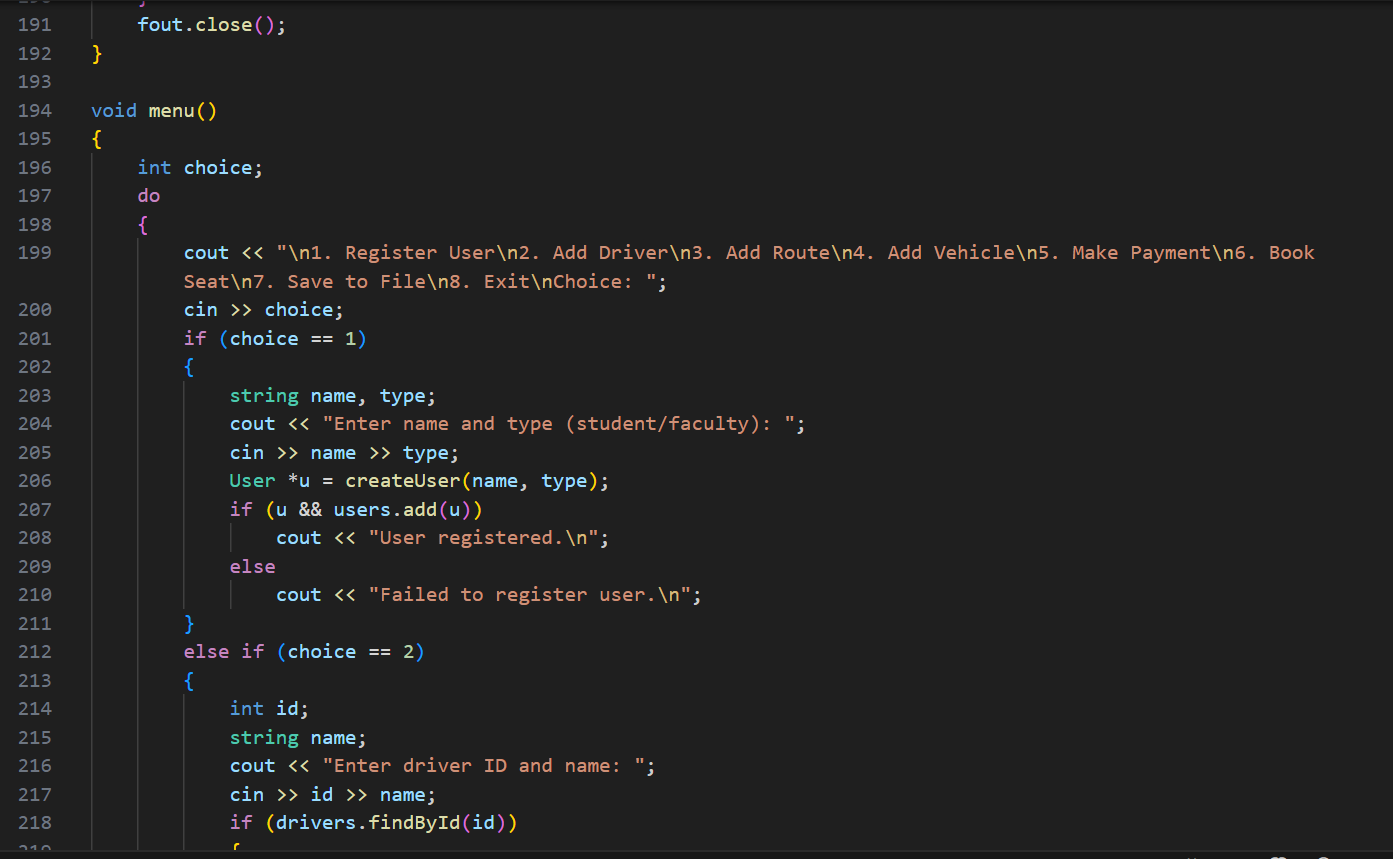 191 fout.close();
192 }
193
194 void menu()
195 {
196 int choice;
197 do
198 {
199 cout << "\n1. Register User\n2. Add Driver\n3. Add Route\n4. Add Vehicle\n5. Make Payment\n6. Book
Seat\n7. Save to File\n8. Exit\nChoice: ";
200 cin >> choice;
201 if (choice == 1)
202 {
203 string name, type;
204 cout << "Enter name and type (student/faculty): ";
205 cin >> name >> type;
206 User *u = createUser(name, type);
207 if (u && users.add(u))
208 cout << "User registered.\n";
209 else
210 cout << "Failed to register user.\n";
211 }
212 else if (choice == 2)
213 {
214 int id;
215 string name;
216 cout << "Enter driver ID and name: ";
217 cin >> id >> name;
218 if (drivers.findById(id))
219 {